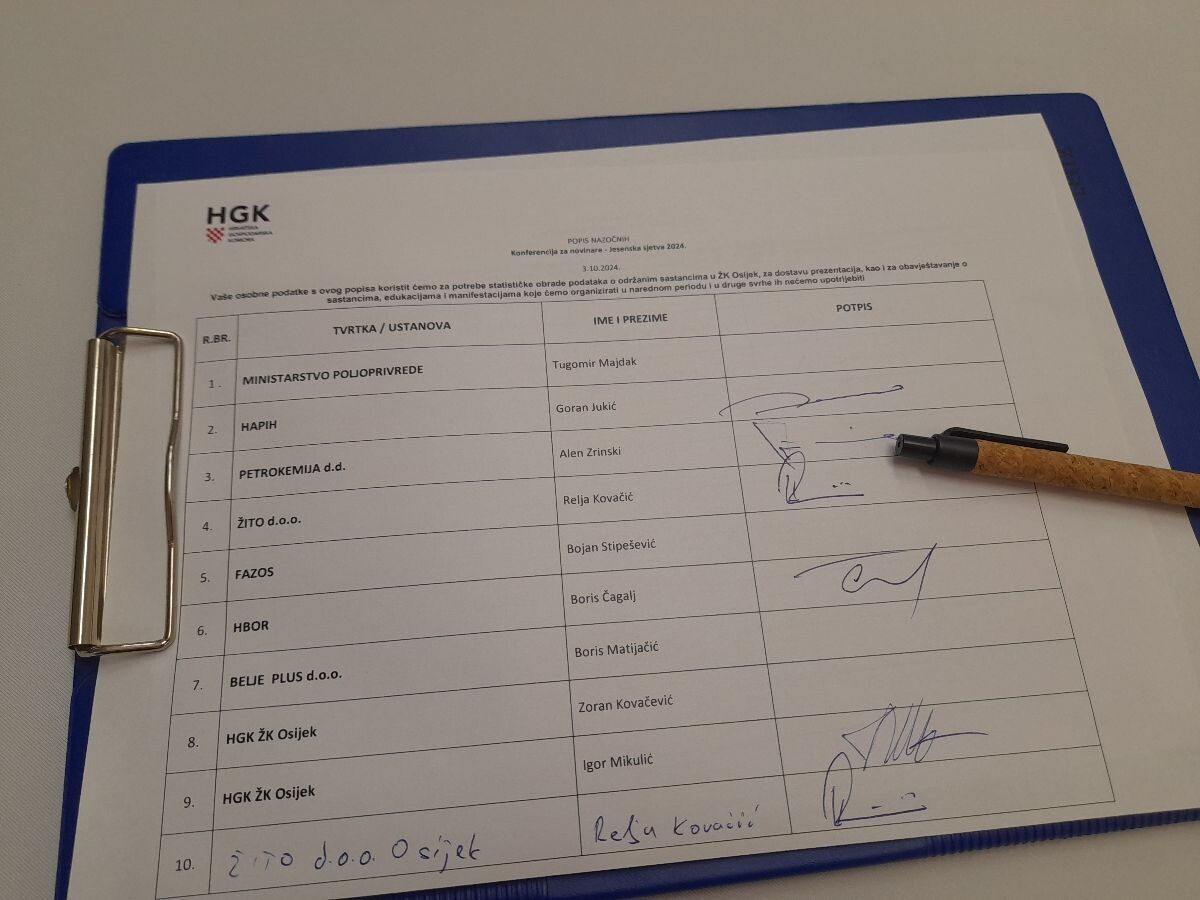 HGK
HRVATSKA
GOSPODARSKA
KOMORA
POPIS NAZOČNIH
Konferencija za novinare - Jesenska sjetva 2024.
3.10.2024.
Vaše osobne podatke s ovog popisa koristit ćemo za potrebe statističke obrade podataka o održanim sastancima u ŽK Osijek, za dostavu prezentacija, kao i za obavještavanje o
sastancima, edukacijama i manifestacijama koje ćemo organizirati u narednom periodu i u druge svrhe ih nećemo upotrijebiti
R.BR. TVRTKA / USTANOVA IME I PREZIME POTPIS
1. MINISTARSTVO POLJOPRIVREDE Tugomir Majdak
2. HAPIH Goran Jukić
3. PETROKEMIJA d.d. Alen Zrinski
4. ŽITO d.o.o. Relja Kovačić
5. FAZOS Bojan Stipešević
6. HBOR Boris Čagalj
7. BELJE PLUS d.o.o. Boris Matijačić
8. HGK ŽK Osijek Zoran Kovačević
9. HGK ŽK Osijek Igor Mikulić
10. ŽITO d.o.o. Osijek Relja Kovačić